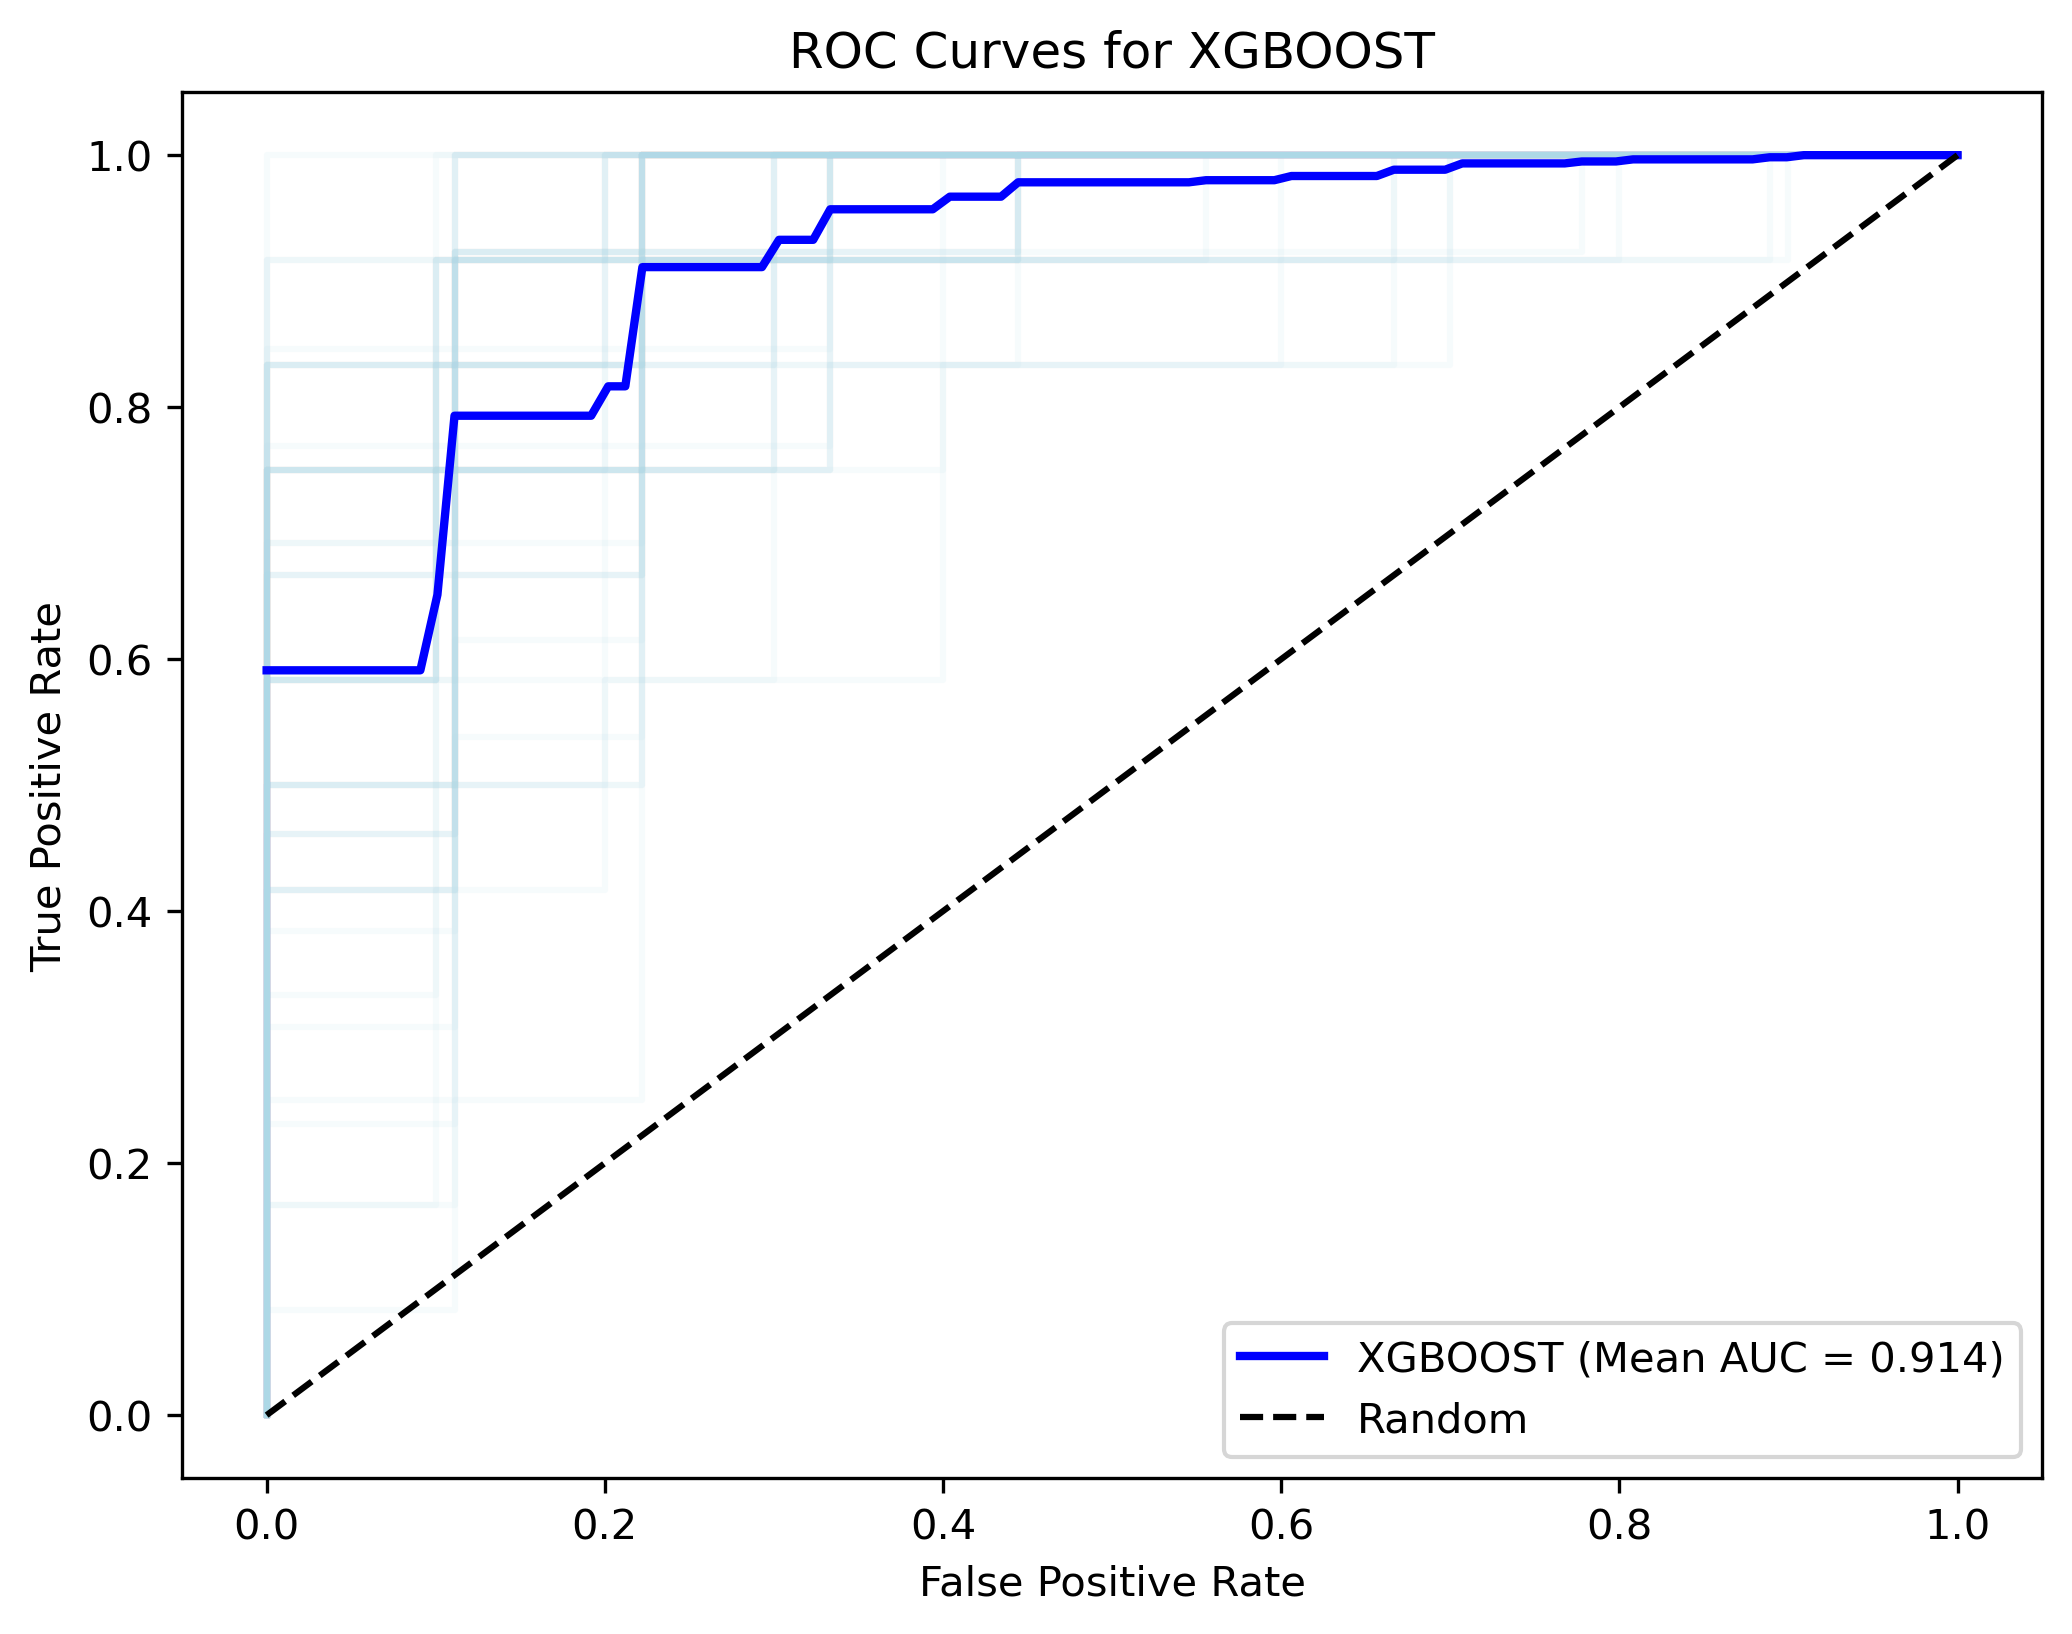 ROC Curves for XGBOOST
True Positive Rate
1.0
0.8
0.6
0.4
0.2
0.0
XGBOOST (Mean AUC = 0.914)
Random
0.0 0.2 0.4 0.6 0.8 1.0
False Positive Rate